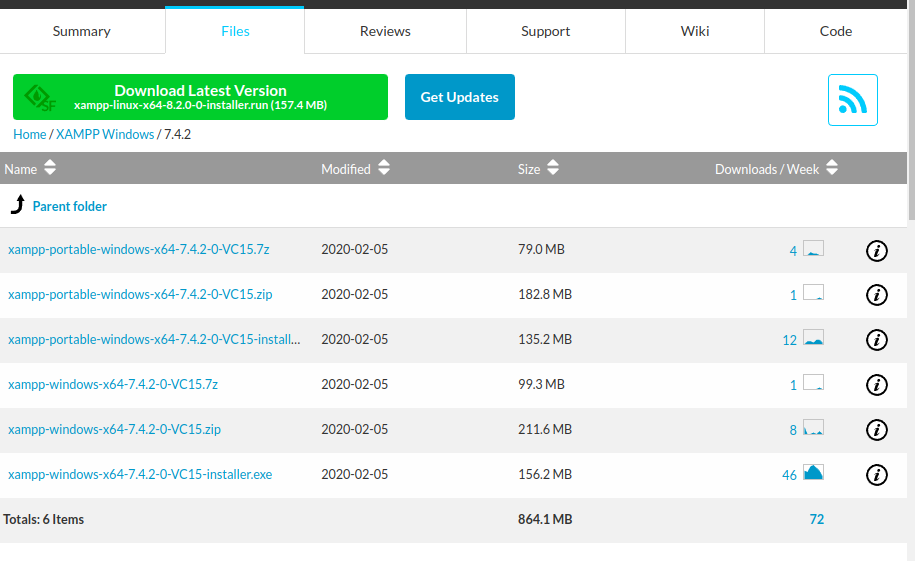 Summary Files Reviews Support Wiki Code
Download Latest Version
SF xampp-linux-x64-8.2.0-0-installer.run (157.4 MB)
Get Updates
Home / XAMPP Windows / 7.4.2
Name Modified Size Downloads / Week
Parent folder
xampp-portable-windows-x64-7.4.2-0-VC15.7z 2020-02-05 79.0 MB 4 i
xampp-portable-windows-x64-7.4.2-0-VC15.zip 2020-02-05 182.8 MB 1 i
xampp-portable-windows-x64-7.4.2-0-VC15-install... 2020-02-05 135.2 MB 12 i
xampp-windows-x64-7.4.2-0-VC15.7z 2020-02-05 99.3 MB 1 i
xampp-windows-x64-7.4.2-0-VC15.zip 2020-02-05 211.6 MB 8 i
xampp-windows-x64-7.4.2-0-VC15-installer.exe 2020-02-05 156.2 MB 46 i
Totals: 6 Items 864.1 MB 72